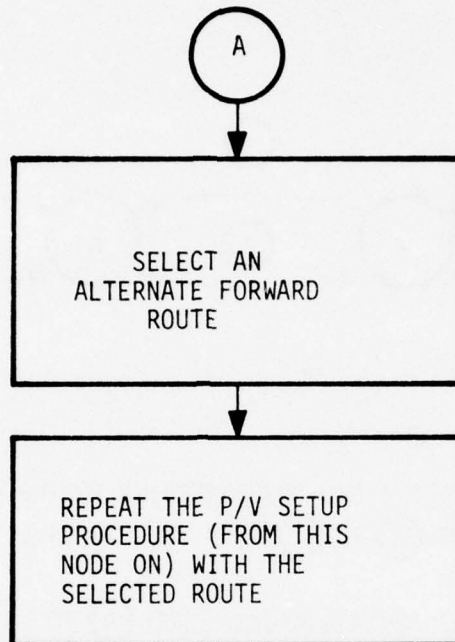 A
SELECT AN
ALTERNATE FORWARD
ROUTE
REPEAT THE P/V SETUP
PROCEDURE (FROM THIS
NODE ON) WITH THE
SELECTED ROUTE